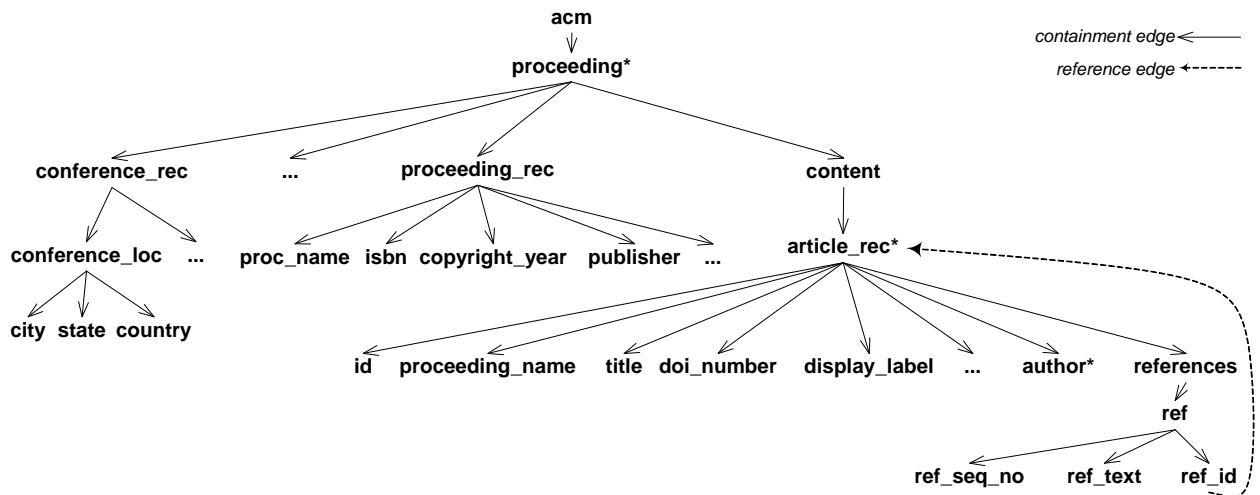 acm
containment edge
proceeding*
reference edge
conference_rec ... proceeding_rec content
conference_loc ... proc_name isbn copyright_year publisher ... article_rec*
city state country
id proceeding_name title doi_number display_label ... author* references
ref
ref_seq_no ref_text ref_id